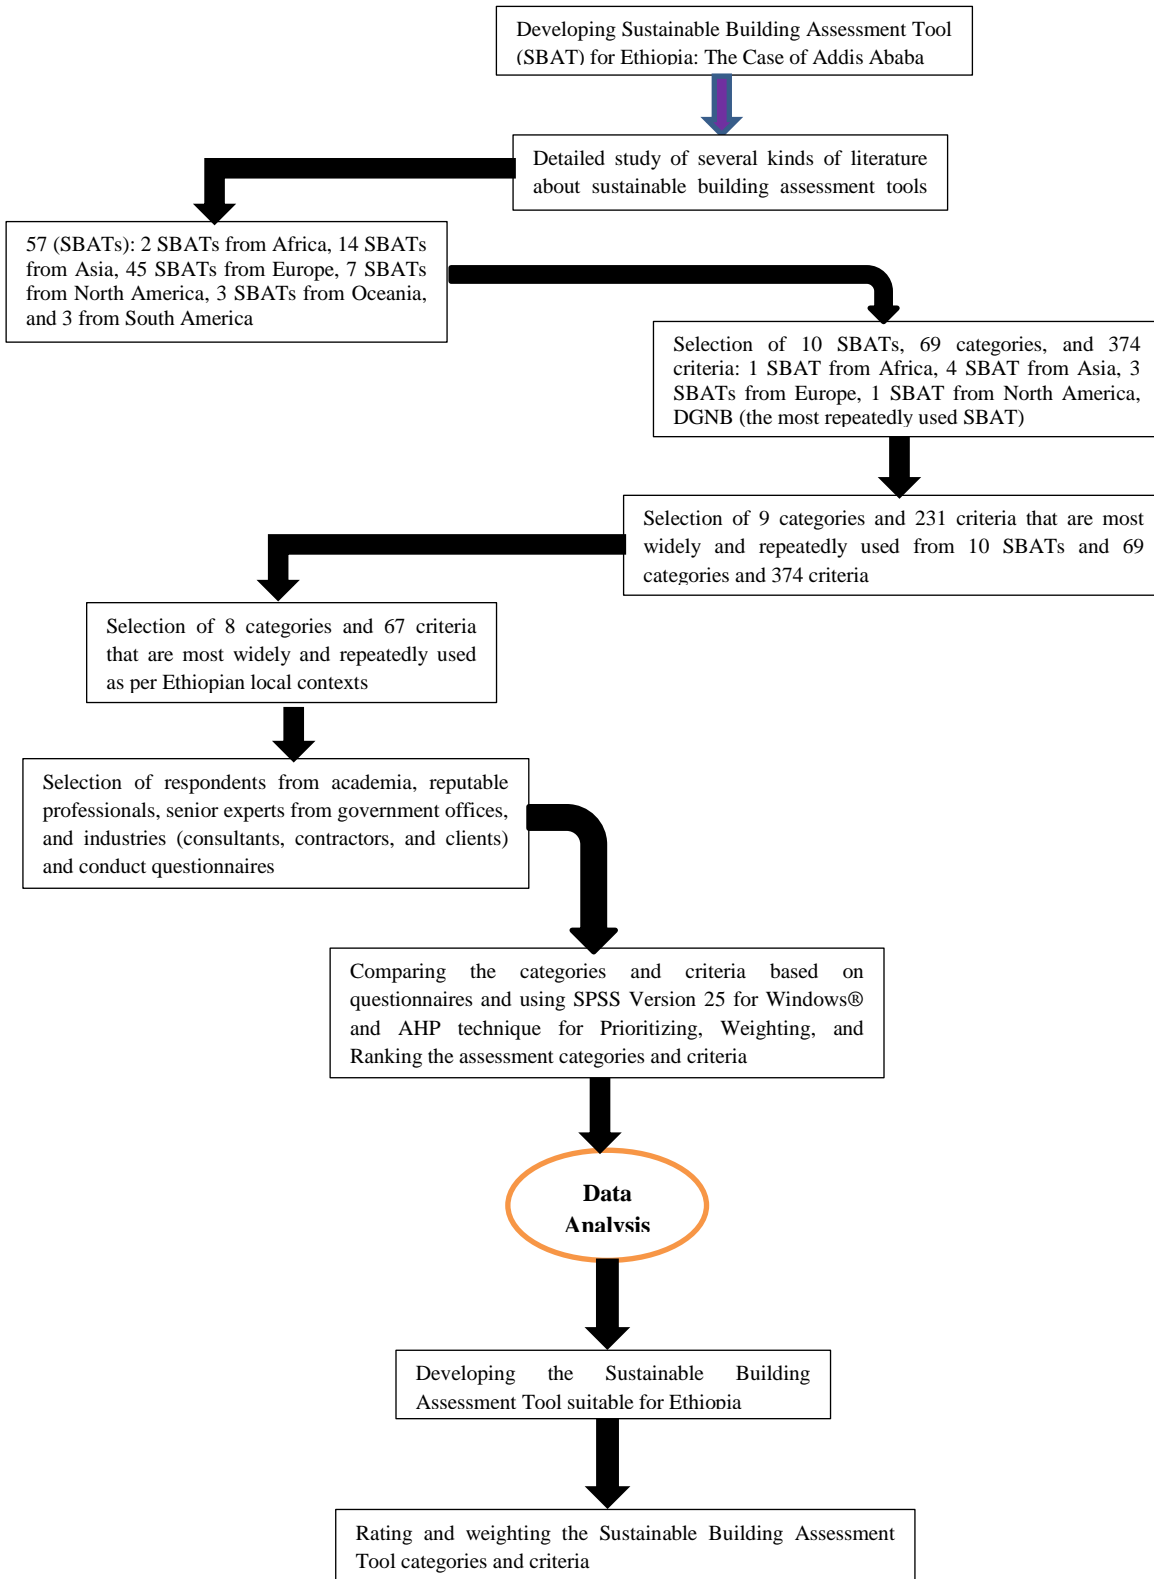 Developing Sustainable Building Assessment Tool
(SBAT) for Ethiopia: The Case of Addis Ababa
Detailed study of several kinds of literature
about sustainable building assessment tools
57 (SBATs): 2 SBATs from Africa, 14 SBATs
from Asia, 45 SBATs from Europe, 7 SBATs
from North America, 3 SBATs from Oceania,
and 3 from South America
Selection of 10 SBATs, 69 categories, and 374
criteria: 1 SBAT from Africa, 4 SBAT from Asia, 3
SBATs from Europe, 1 SBAT from North America,
DGNB (the most repeatedly used SBAT)
Selection of 9 categories and 231 criteria that are most
widely and repeatedly used from 10 SBATs and 69
categories and 374 criteria
Selection of 8 categories and 67 criteria
that are most widely and repeatedly used
as per Ethiopian local contexts
Selection of respondents from academia, reputable
professionals, senior experts from government offices,
and industries (consultants, contractors, and clients)
and conduct questionnaires
Comparing the categories and criteria based on
questionnaires and using SPSS Version 25 for Windows®
and AHP technique for Prioritizing, Weighting, and
Ranking the assessment categories and criteria
Data
Analysis
Developing the Sustainable Building
Assessment Tool suitable for Ethiopia
Rating and weighting the Sustainable Building Assessment
Tool categories and criteria